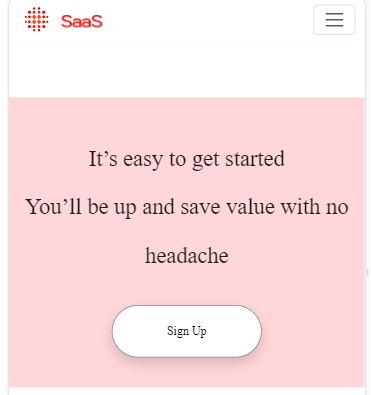 SaaS
It’s easy to get started
You’ll be up and save value with no
headache
Sign Up